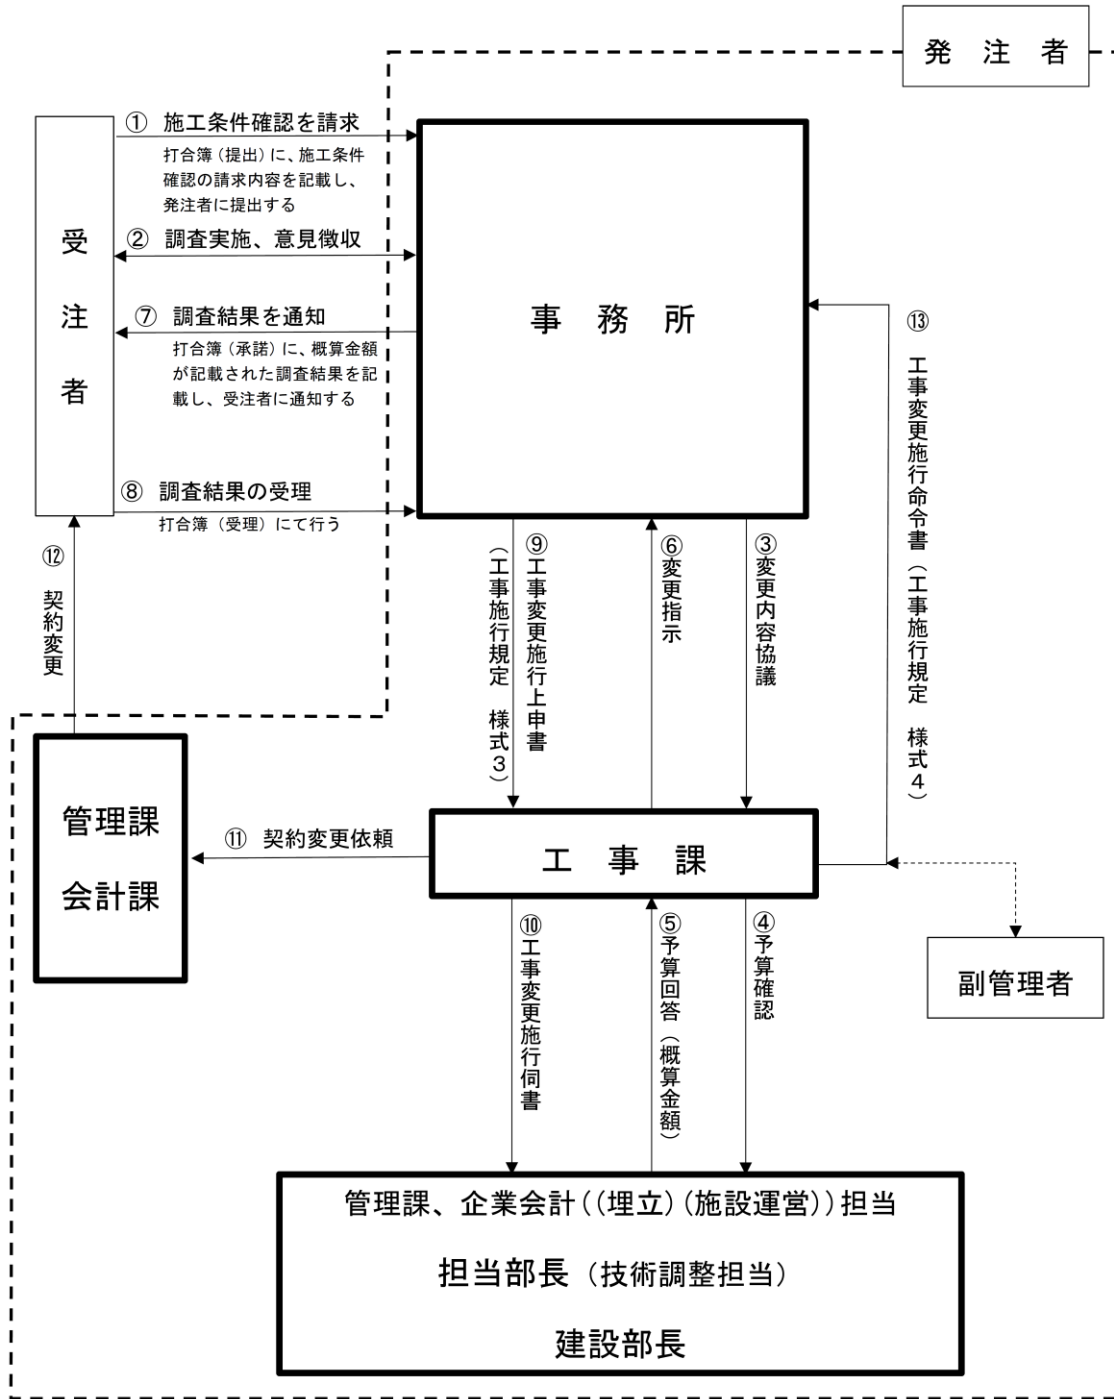 発 注 者
① 施工条件確認を請求
打合簿(提出)に、施工条件
確認の請求内容を記載し、
発注者に提出する
② 調査実施、意見徴収
⑦ 調査結果を通知
打合簿(承諾)に、概算金額
が記載された調査結果を記
載し、受注者に通知する
⑧ 調査結果の受理
打合簿(受理)にて行う
受注者
事 務 所
⑬ 工事変更施行命令書(工事施行規定 様式4)
⑫ 契約変更
⑨工事変更施行上申書
(工事施行規定 様式3)
⑥変更指示
③変更内容協議
管理課
会計課
⑪ 契約変更依頼
工 事 課
副管理者
⑩工事変更施行伺書
⑤予算回答(概算金額)
④予算確認
管理課、企業会計((埋立)(施設運営))担当
担当部長(技術調整担当)
建設部長